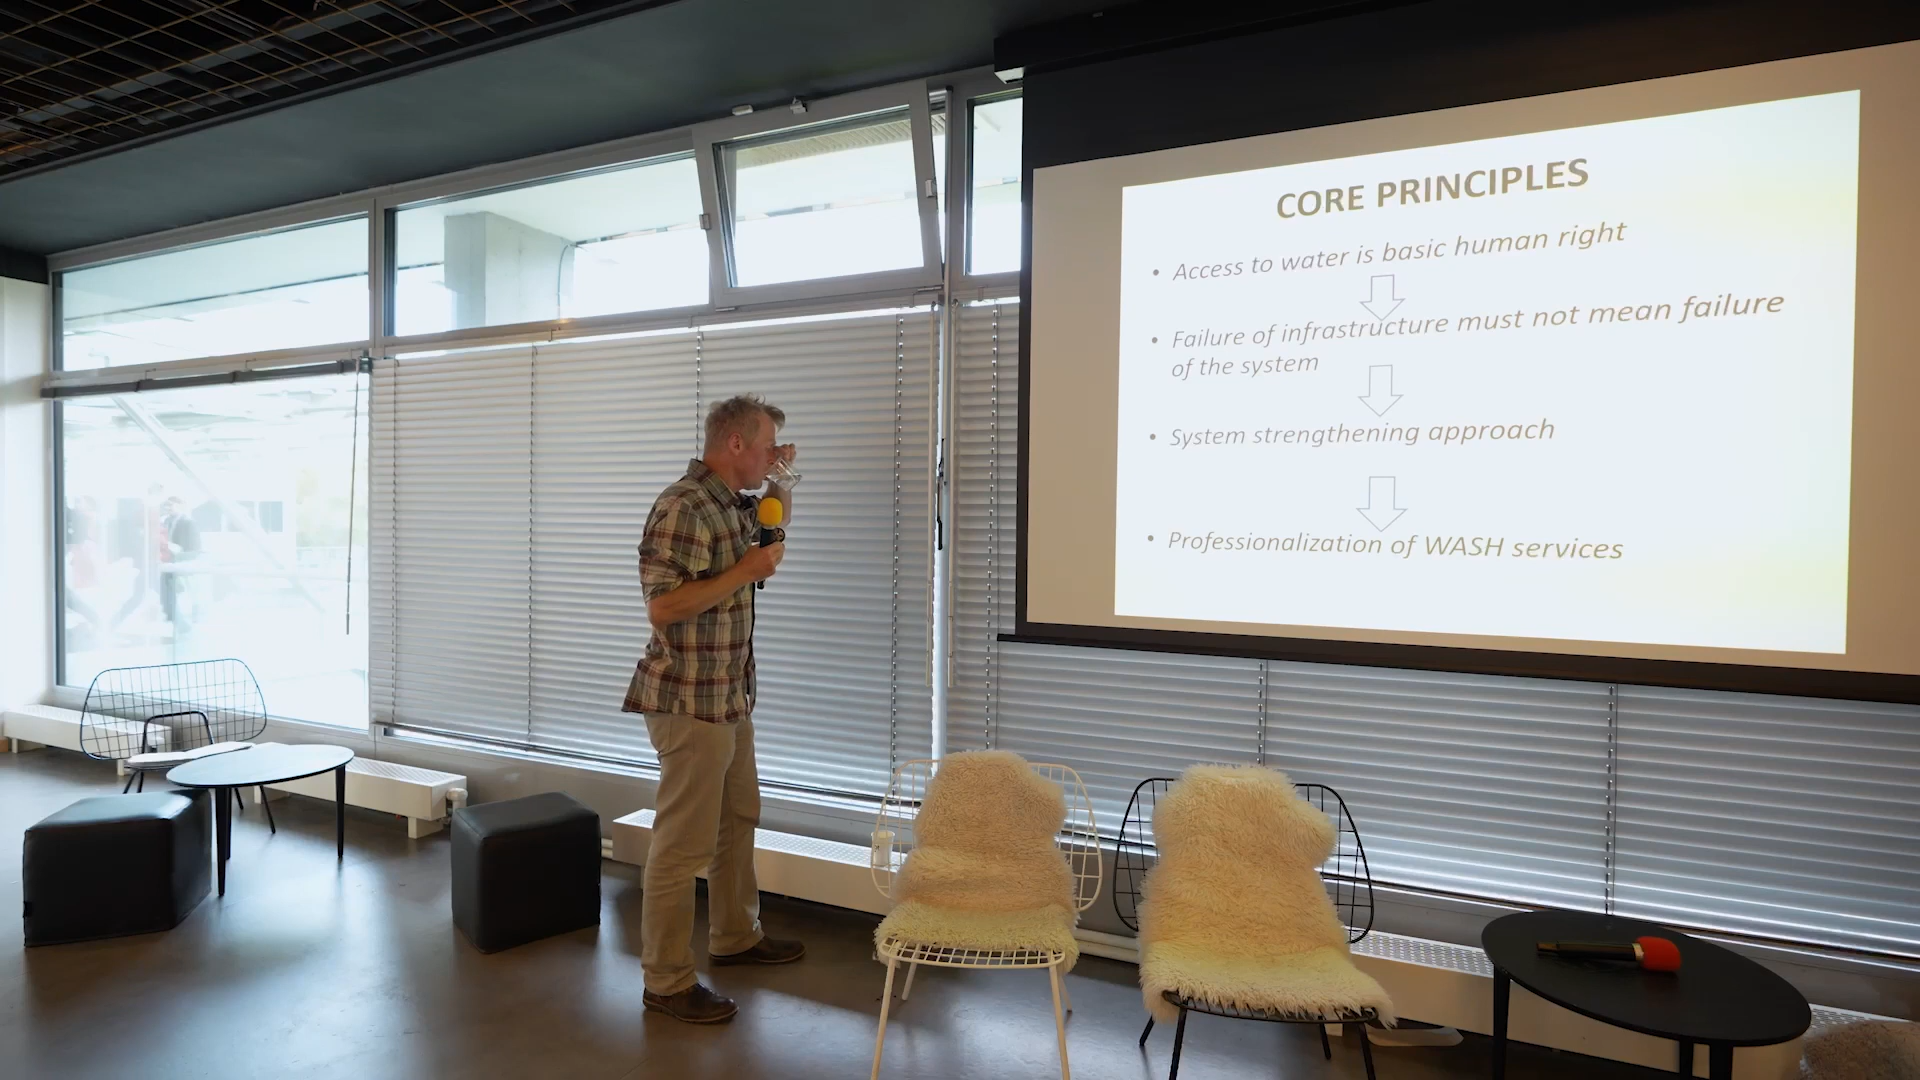 CORE PRINCIPLES
• Access to water is basic human right
• Failure of infrastructure must not mean failure
of the system
• System strengthening approach
• Professionalization of WASH services